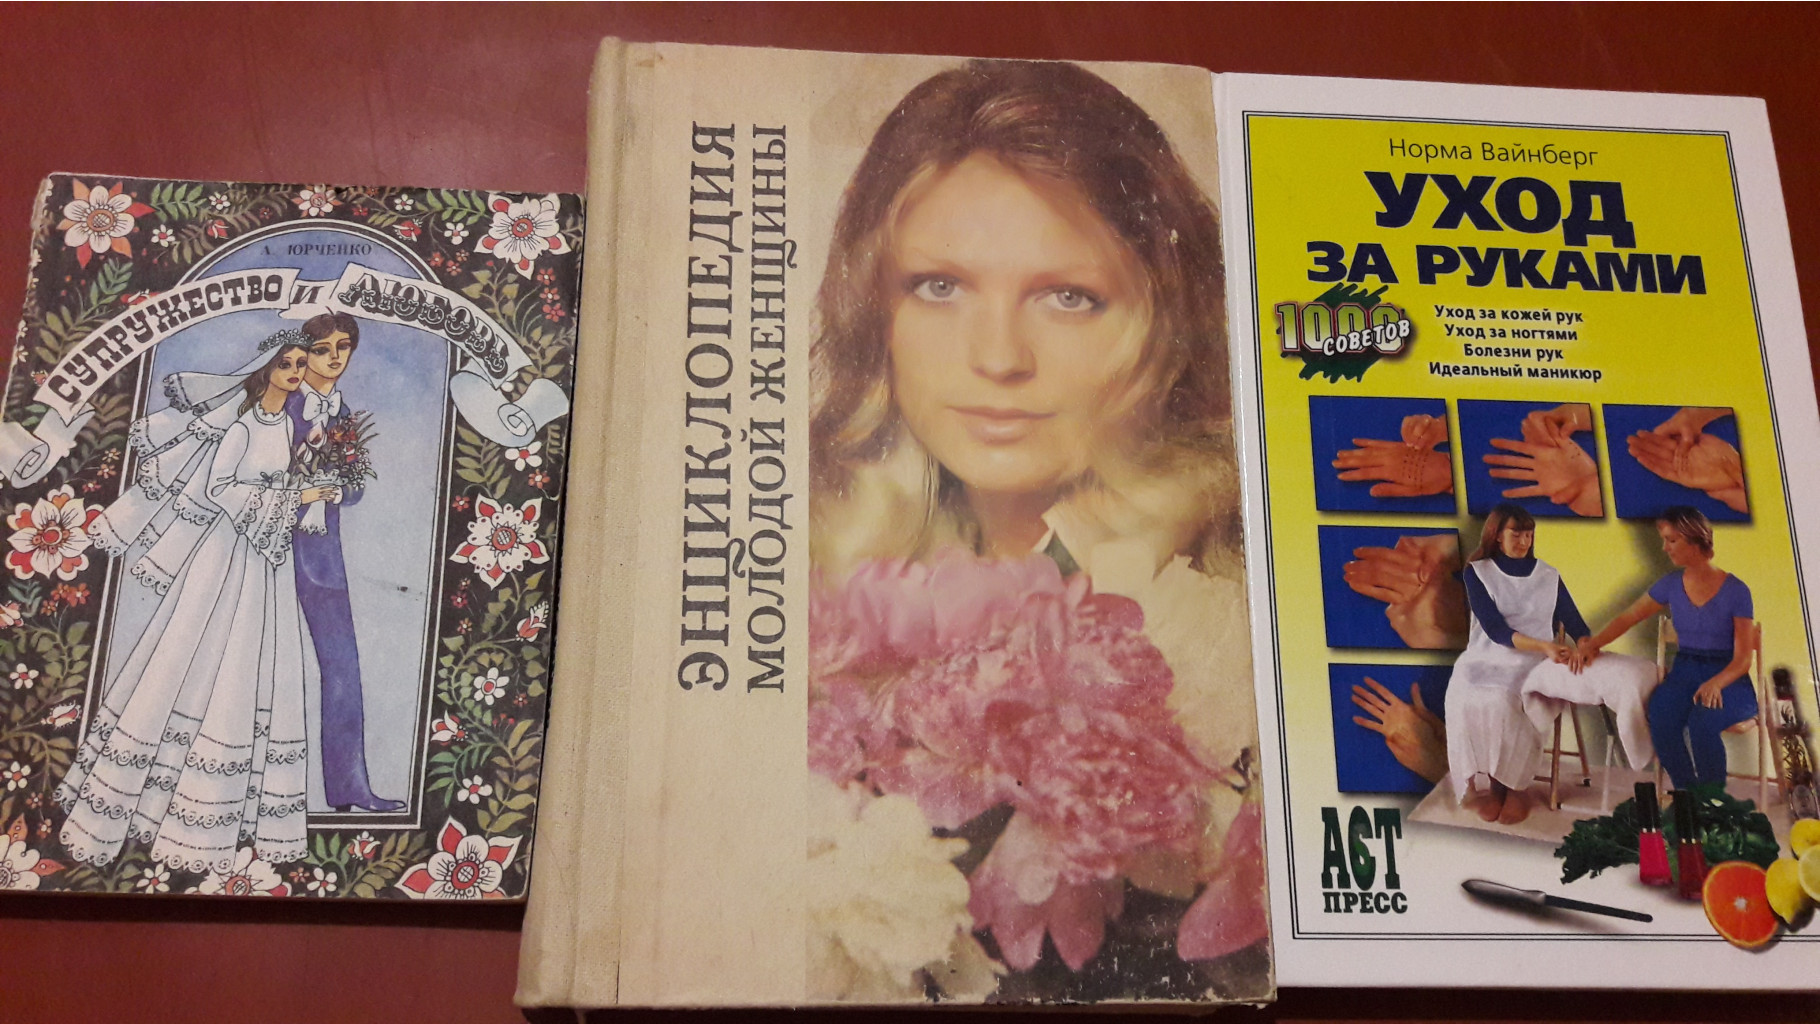 А. ЮРЧЕНКО
СУПРУЖЕСТВО И ЛЮБОВЬ
ЭНЦИКЛОПЕДИЯ
МОЛОДОЙ ЖЕНЩИНЫ
Норма Вайнберг
УХОД
ЗА РУКАМИ
1000
СОВЕТОВ
Уход за кожей рук
Уход за ногтями
Болезни рук
Идеальный маникюр
АСТ
ПРЕСС